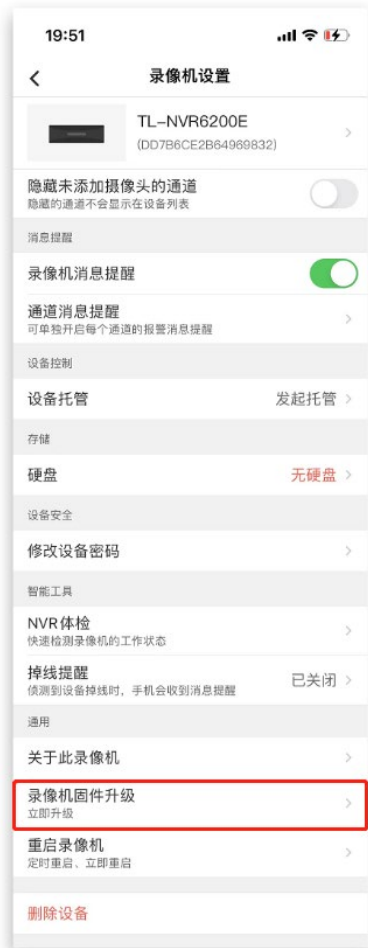 19:51
录像机设置
TL-NVR6200E
(DD7B6CE2B64969832)
隐藏未添加摄像头的通道
隐藏的通道不会显示在设备列表
消息提醒
录像机消息提醒
通道消息提醒
可单独开启每个通道的报警消息提醒
设备控制
设备托管 发起托管
存储
硬盘 无硬盘
设备安全
修改设备密码
智能工具
NVR体检
快速检测录像机的工作状态
掉线提醒 已关闭
侦测到设备掉线时，手机会收到消息提醒
通用
关于此录像机
录像机固件升级
立即升级
重启录像机
定时重启、立即重启
删除设备